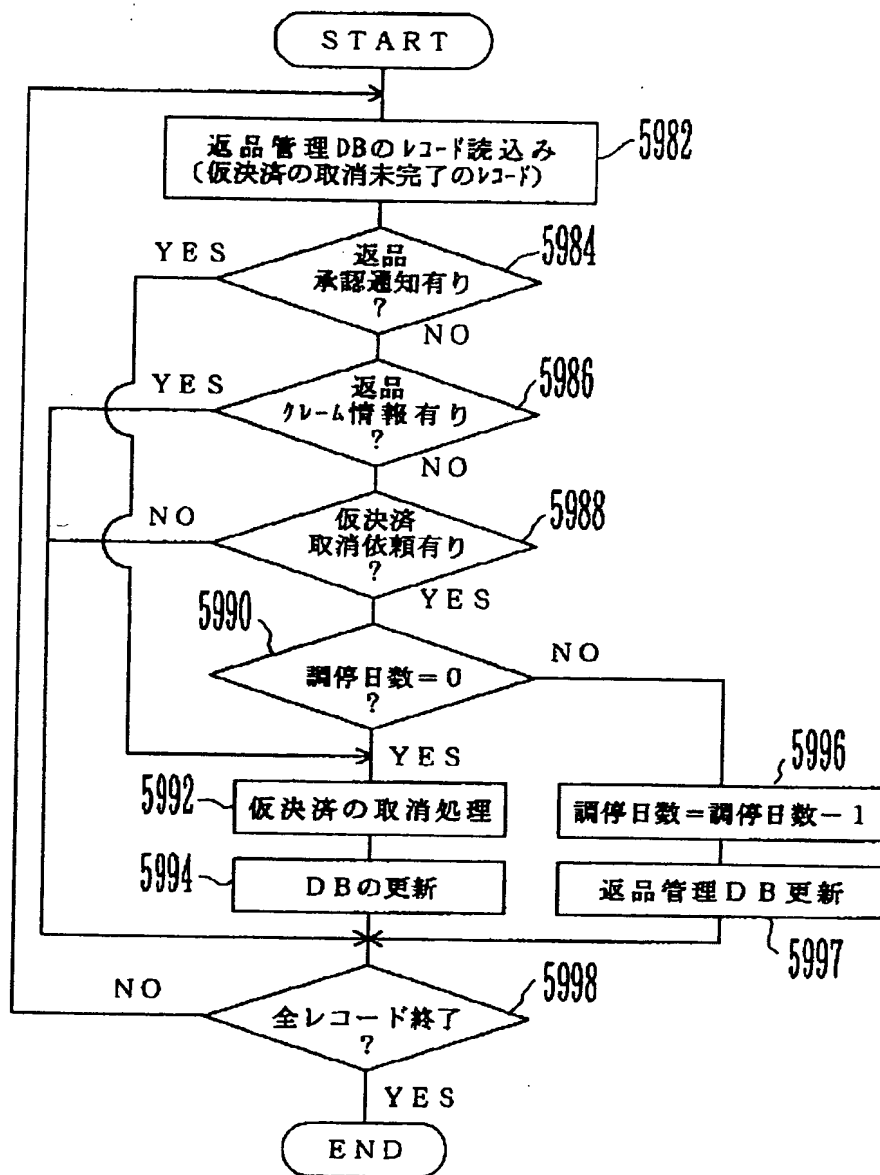 START
返品管理DBのレコード読込み
(仮決済の取消未完了のレコード)
5982
YES
返品
承認通知有り
?
5984
NO
YES
返品
クレーム情報有り
?
5986
NO
NO
仮決済
取消依頼有り
?
5988
YES
5990
調停日数=0
?
NO
YES
5992
仮決済の取消処理
5996
調停日数=調停日数-1
5994
DBの更新
返品管理DB更新
5997
NO
全レコード終了
?
5998
YES
END